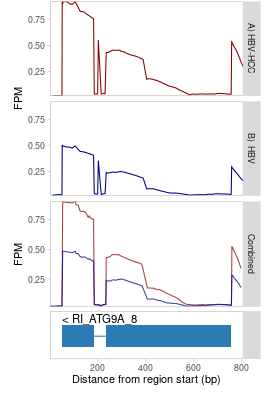 0.75
0.50
0.25
FPM
A) HBV-HCC
0.75
0.50
0.25
B) HBV
0.75
0.50
0.25
FPM
Combined
< RI_ATG9A_8
200
400
600
800
Distance from region start (bp)